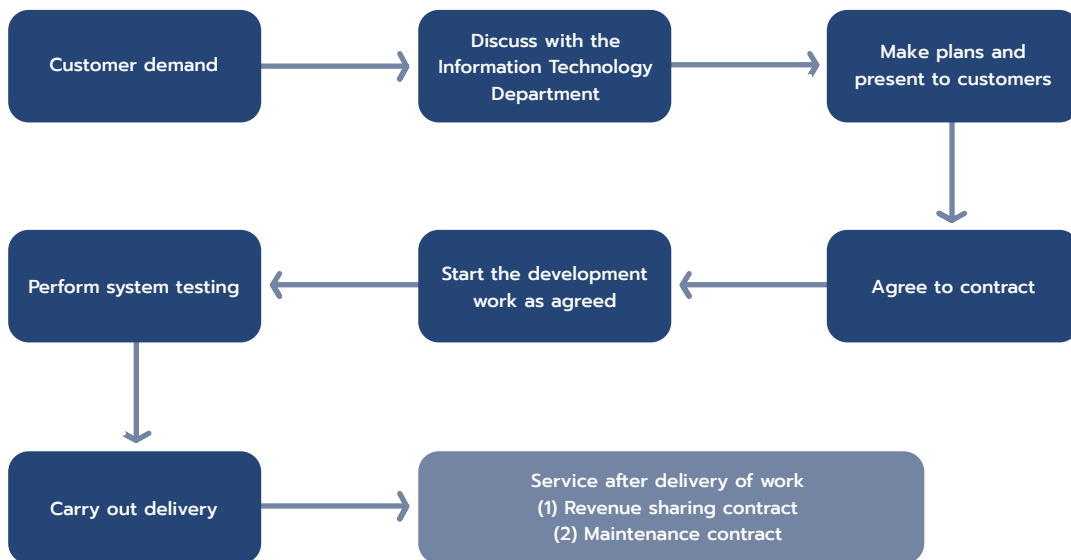 Customer demand
Discuss with the
Information Technology
Department
Make plans and
present to customers
Agree to contract
Start the development
work as agreed
Perform system testing
Carry out delivery
Service after delivery of work
(1) Revenue sharing contract
(2) Maintenance contract